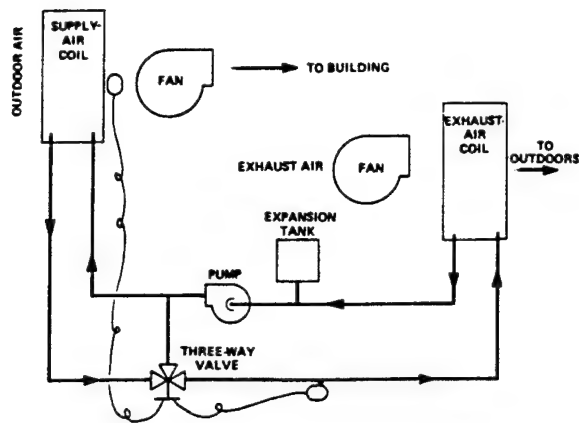 OUTDOOR AIR
SUPPLY-
AIR
COIL
FAN
TO BUILDING
EXHAUST AIR
FAN
EXHAUST-
AIR
COIL
TO
OUTDOORS
EXPANSION
TANK
PUMP
THREE-WAY
VALVE